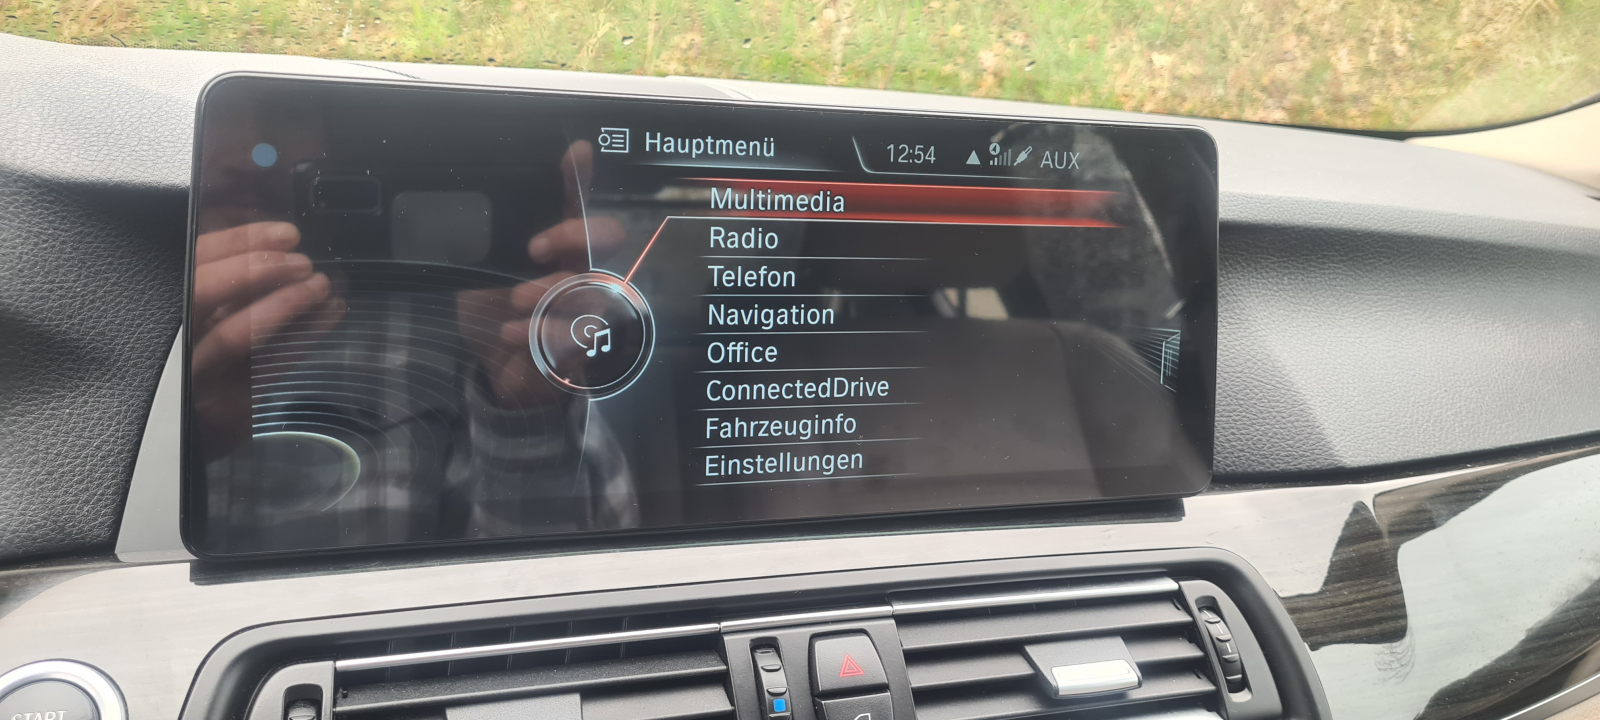 Hauptmenü
12:54 AUX
Multimedia
Radio
Telefon
Navigation
Office
ConnectedDrive
Fahrzeuginfo
Einstellungen
START